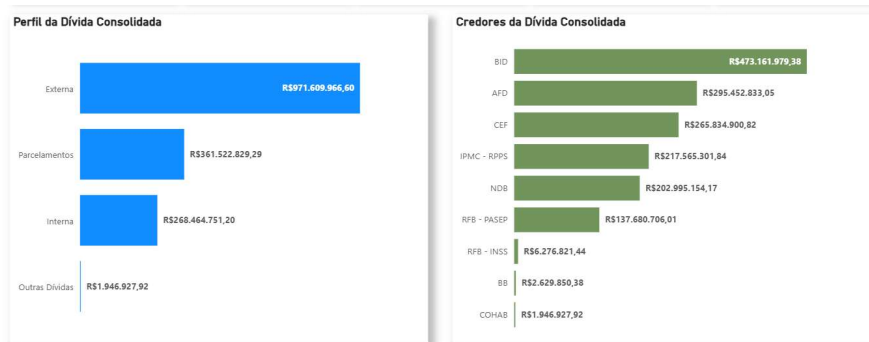 Perfil da Dívida Consolidada
Externa R$971.609.966,60
Parcelamentos R$361.522.829,29
Interna R$268.464.751,20
Outras Dívidas R$1.946.927,92
Credores da Dívida Consolidada
BID R$473.161.979,38
AFD R$295.452.833,05
CEF R$265.834.900,82
IPMC - RPPS R$217.565.301,84
NDB R$202.995.154,17
RFB - PASEP R$137.680.706,01
RFB - INSS R$6.276.821,44
BB R$2.629.850,38
COHAB R$1.946.927,92